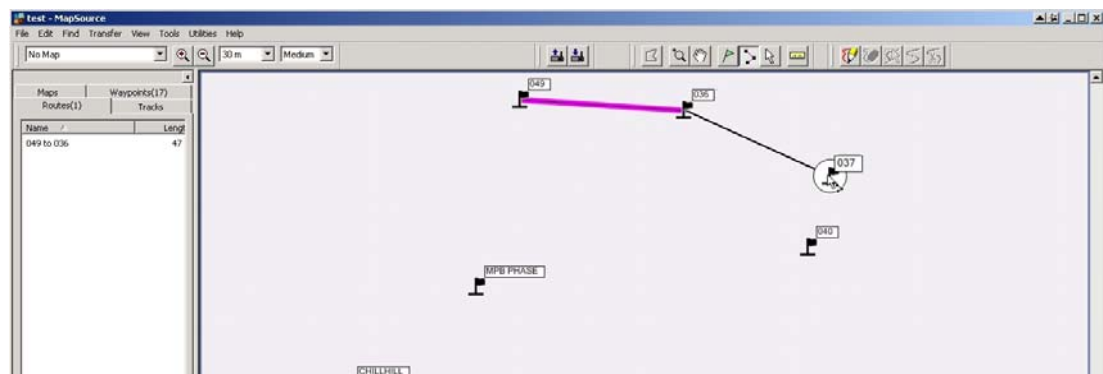 test - MapSource
File Edit Find Transfer View Tools Utilities Help
No Map 30 m Medium
Maps Waypoints(17)
Routes(1) Tracks
Name Lengt
049 to 036 47
049
036
037
040
MPB PHASE
CHILLHILL